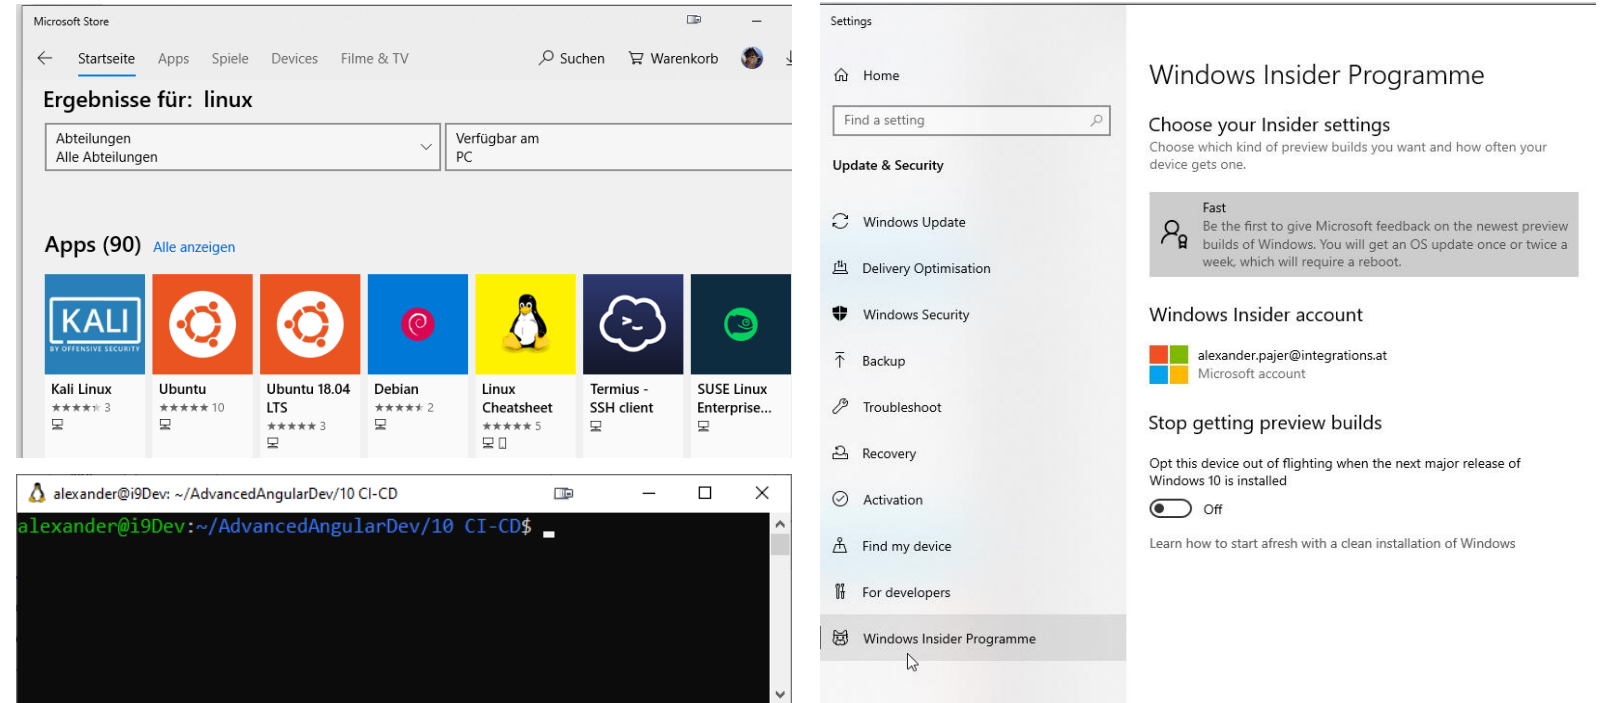 Microsoft Store
Startseite Apps Spiele Devices Filme & TV Suchen Warenkorb
Ergebnisse für: linux
Abteilungen
Alle Abteilungen
Verfügbar am
PC
Apps (90) Alle anzeigen
KALI
BY OFFENSIVE SECURITY
Kali Linux
3
Ubuntu
10
Ubuntu 18.04
LTS
3
Debian
2
Linux
Cheatsheet
5
Termius -
SSH client
SUSE Linux
Enterprise...
alexander@i9Dev: ~/AdvancedAngularDev/10 CI-CD
alexander@i9Dev:~/AdvancedAngularDev/10 CI-CD$
Settings
Home
Find a setting
Update & Security
Windows Update
Delivery Optimisation
Windows Security
Backup
Troubleshoot
Recovery
Activation
Find my device
For developers
Windows Insider Programme
Windows Insider Programme
Choose your Insider settings
Choose which kind of preview builds you want and how often your
device gets one.
Fast
Be the first to give Microsoft feedback on the newest preview
builds of Windows. You will get an OS update once or twice a
week, which will require a reboot.
Windows Insider account
alexander.pajer@integrations.at
Microsoft account
Stop getting preview builds
Opt this device out of flighting when the next major release of
Windows 10 is installed
Off
Learn how to start afresh with a clean installation of Windows